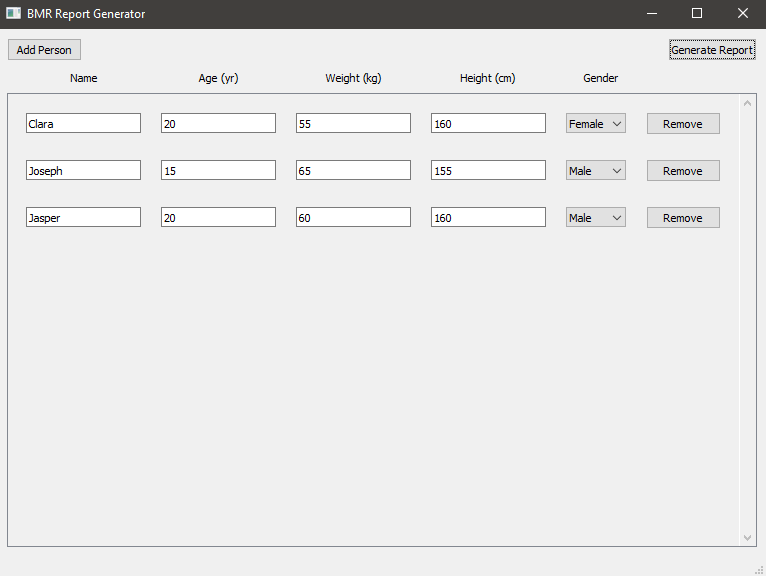 BMR Report Generator
Add Person Generate Report
Name Age (yr) Weight (kg) Height (cm) Gender
Clara 20 55 160 Female Remove
Joseph 15 65 155 Male Remove
Jasper 20 60 160 Male Remove